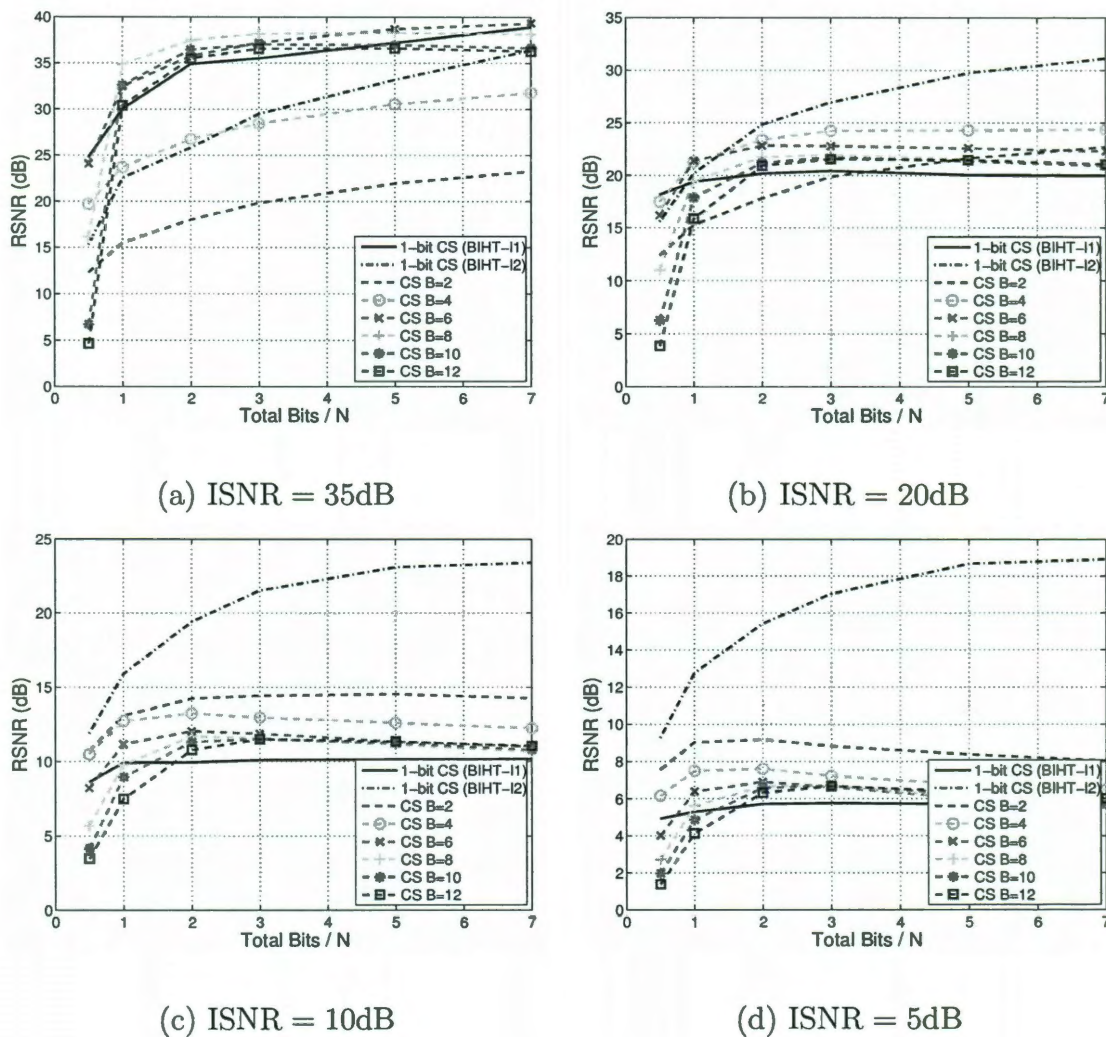 40
35
30
25
20
15
10
5
0
RSNR (dB)
0 1 2 3 4 5 6 7
Total Bits / N
1-bit CS (BIHT-l1)
1-bit CS (BIHT-l2)
CS B=2
CS B=4
CS B=6
CS B=8
CS B=10
CS B=12
(a) ISNR = 35dB
40
35
30
25
20
15
10
5
0
RSNR (dB)
0 1 2 3 4 5 6 7
Total Bits / N
1-bit CS (BIHT-l1)
1-bit CS (BIHT-l2)
CS B=2
CS B=4
CS B=6
CS B=8
CS B=10
CS B=12
(b) ISNR = 20dB
25
20
15
10
5
0
RSNR (dB)
0 1 2 3 4 5 6 7
Total Bits / N
1-bit CS (BIHT-l1)
1-bit CS (BIHT-l2)
CS B=2
CS B=4
CS B=6
CS B=8
CS B=10
CS B=12
(c) ISNR = 10dB
20
18
16
14
12
10
8
6
4
2
0
RSNR (dB)
0 1 2 3 4 5 6 7
Total Bits / N
1-bit CS (BIHT-l1)
1-bit CS (BIHT-l2)
CS B=2
CS B=4
CS B=6
CS B=8
CS B=10
CS B=12
(d) ISNR = 5dB